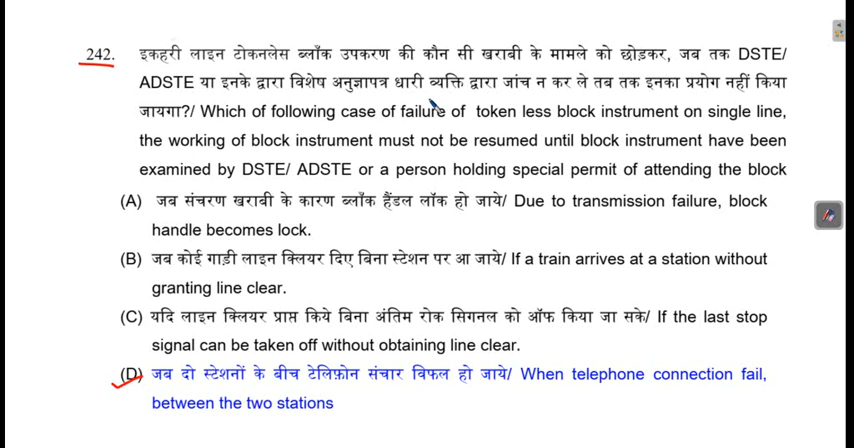 242. इकहरी लाइन टोकनलेस ब्लॉक उपकरण की कौन सी खराबी के मामले को छोड़कर, जब तक DSTE/
ADSTE या इनके द्वारा विशेष अनुज्ञापत्र धारी व्यक्ति द्वारा जांच न कर ले तब तक इनका प्रयोग नहीं किया
जायगा?/ Which of following case of failure of token less block instrument on single line,
the working of block instrument must not be resumed until block instrument have been
examined by DSTE/ ADSTE or a person holding special permit of attending the block
(A) जब संचरण खराबी के कारण ब्लॉक हैंडल लॉक हो जाये/ Due to transmission failure, block
handle becomes lock.
(B) जब कोई गाड़ी लाइन क्लियर दिए बिना स्टेशन पर आ जाये/ If a train arrives at a station without
granting line clear.
(C) यदि लाइन क्लियर प्राप्त किये बिना अंतिम रोक सिगनल को ऑफ किया जा सके/ If the last stop
signal can be taken off without obtaining line clear.
(D) जब दो स्टेशनों के बीच टेलिफ़ोन संचार विफल हो जाये/ When telephone connection fail,
between the two stations